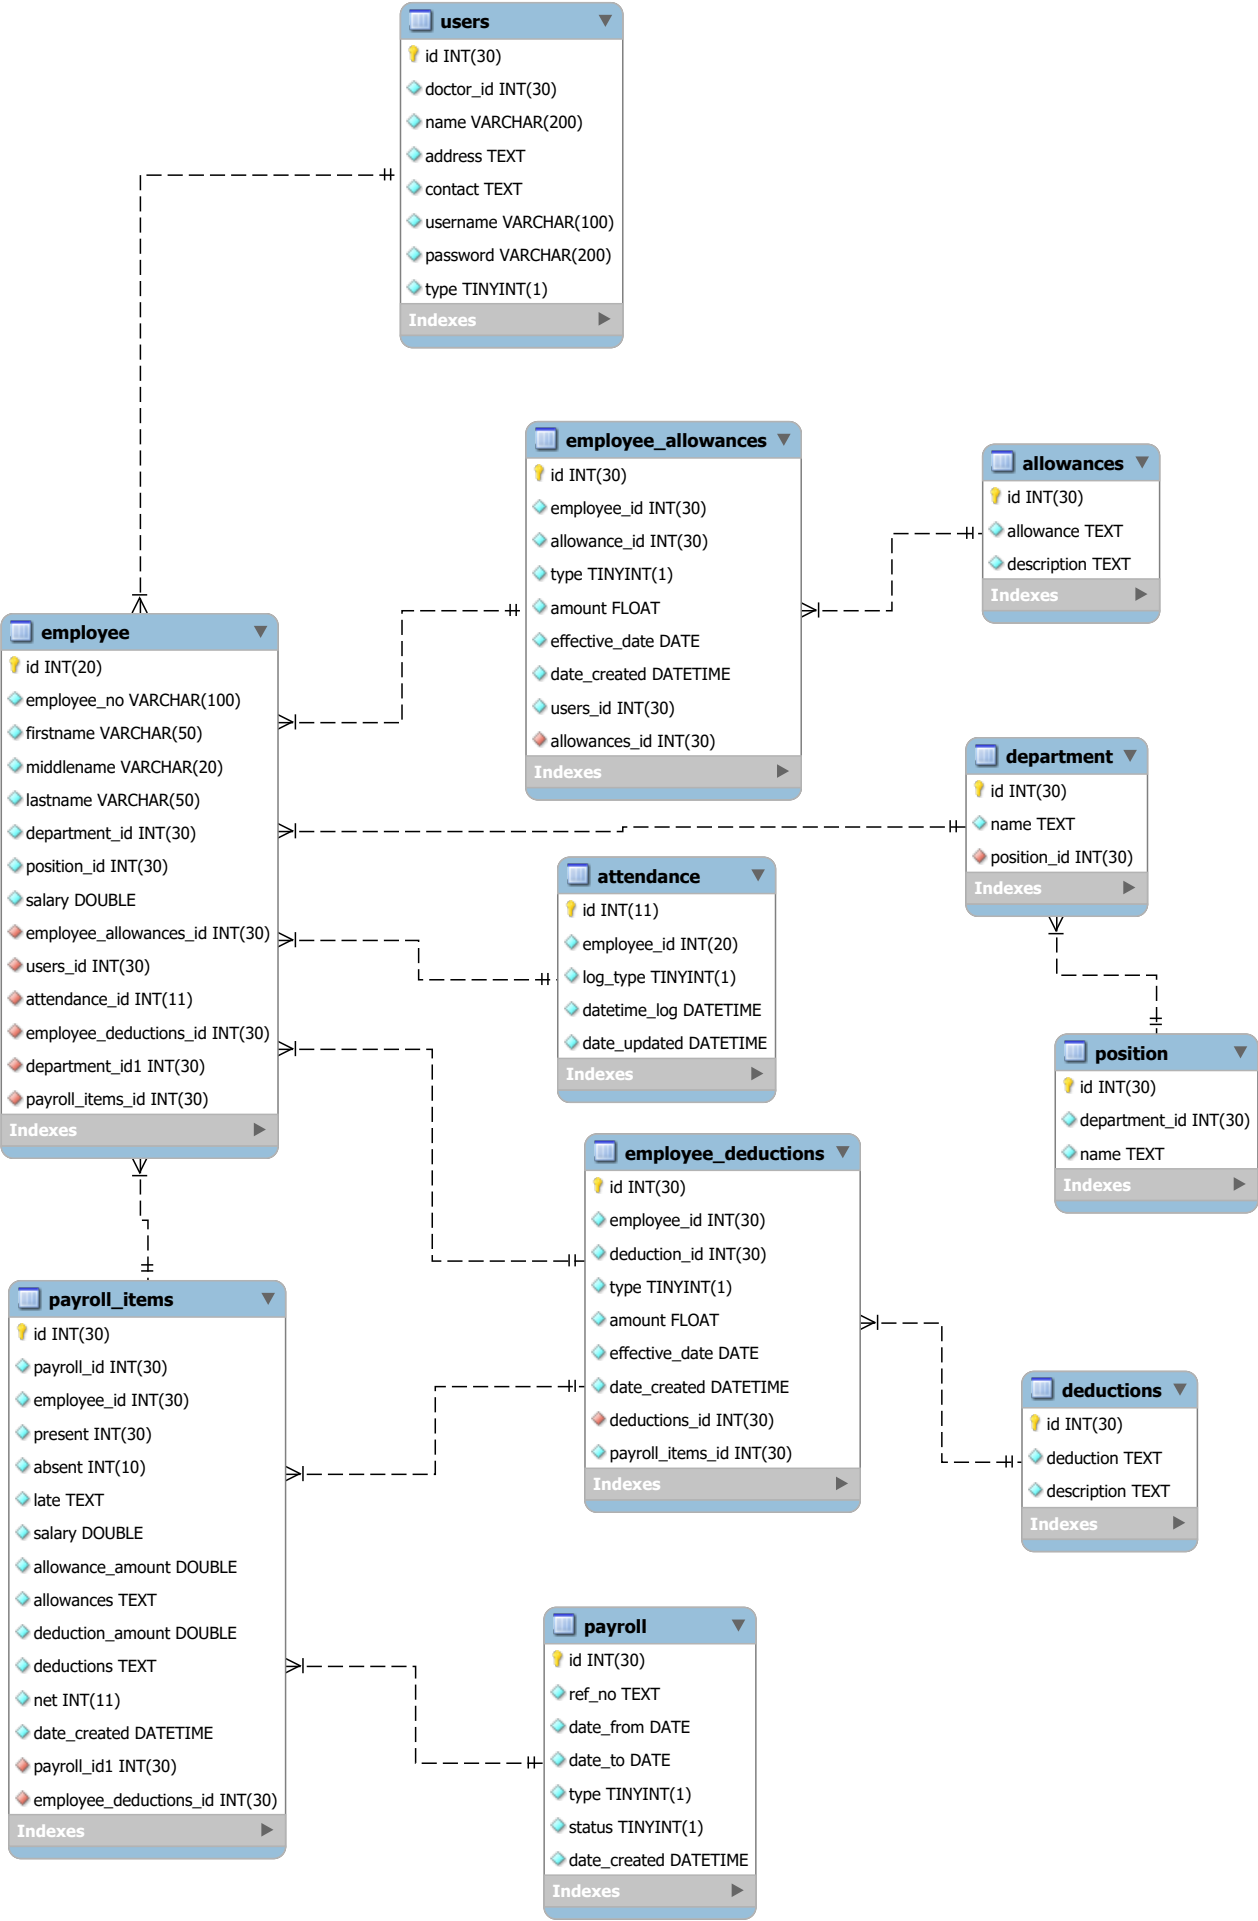 users
id INT(30)
doctor_id INT(30)
name VARCHAR(200)
address TEXT
contact TEXT
username VARCHAR(100)
password VARCHAR(200)
type TINYINT(1)
Indexes
employee_allowances
id INT(30)
employee_id INT(30)
allowance_id INT(30)
type TINYINT(1)
amount FLOAT
effective_date DATE
date_created DATETIME
users_id INT(30)
allowances_id INT(30)
Indexes
allowances
id INT(30)
allowance TEXT
description TEXT
Indexes
employee
id INT(20)
employee_no VARCHAR(100)
firstname VARCHAR(50)
middlename VARCHAR(20)
lastname VARCHAR(50)
department_id INT(30)
position_id INT(30)
salary DOUBLE
employee_allowances_id INT(30)
users_id INT(30)
attendance_id INT(11)
employee_deductions_id INT(30)
department_id1 INT(30)
payroll_items_id INT(30)
Indexes
department
id INT(30)
name TEXT
position_id INT(30)
Indexes
attendance
id INT(11)
employee_id INT(20)
log_type TINYINT(1)
datetime_log DATETIME
date_updated DATETIME
Indexes
position
id INT(30)
department_id INT(30)
name TEXT
Indexes
employee_deductions
id INT(30)
employee_id INT(30)
deduction_id INT(30)
type TINYINT(1)
amount FLOAT
effective_date DATE
date_created DATETIME
deductions_id INT(30)
payroll_items_id INT(30)
Indexes
payroll_items
id INT(30)
payroll_id INT(30)
employee_id INT(30)
present INT(30)
absent INT(10)
late TEXT
salary DOUBLE
allowance_amount DOUBLE
allowances TEXT
deduction_amount DOUBLE
deductions TEXT
net INT(11)
date_created DATETIME
payroll_id1 INT(30)
employee_deductions_id INT(30)
Indexes
deductions
id INT(30)
deduction TEXT
description TEXT
Indexes
payroll
id INT(30)
ref_no TEXT
date_from DATE
date_to DATE
type TINYINT(1)
status TINYINT(1)
date_created DATETIME
Indexes